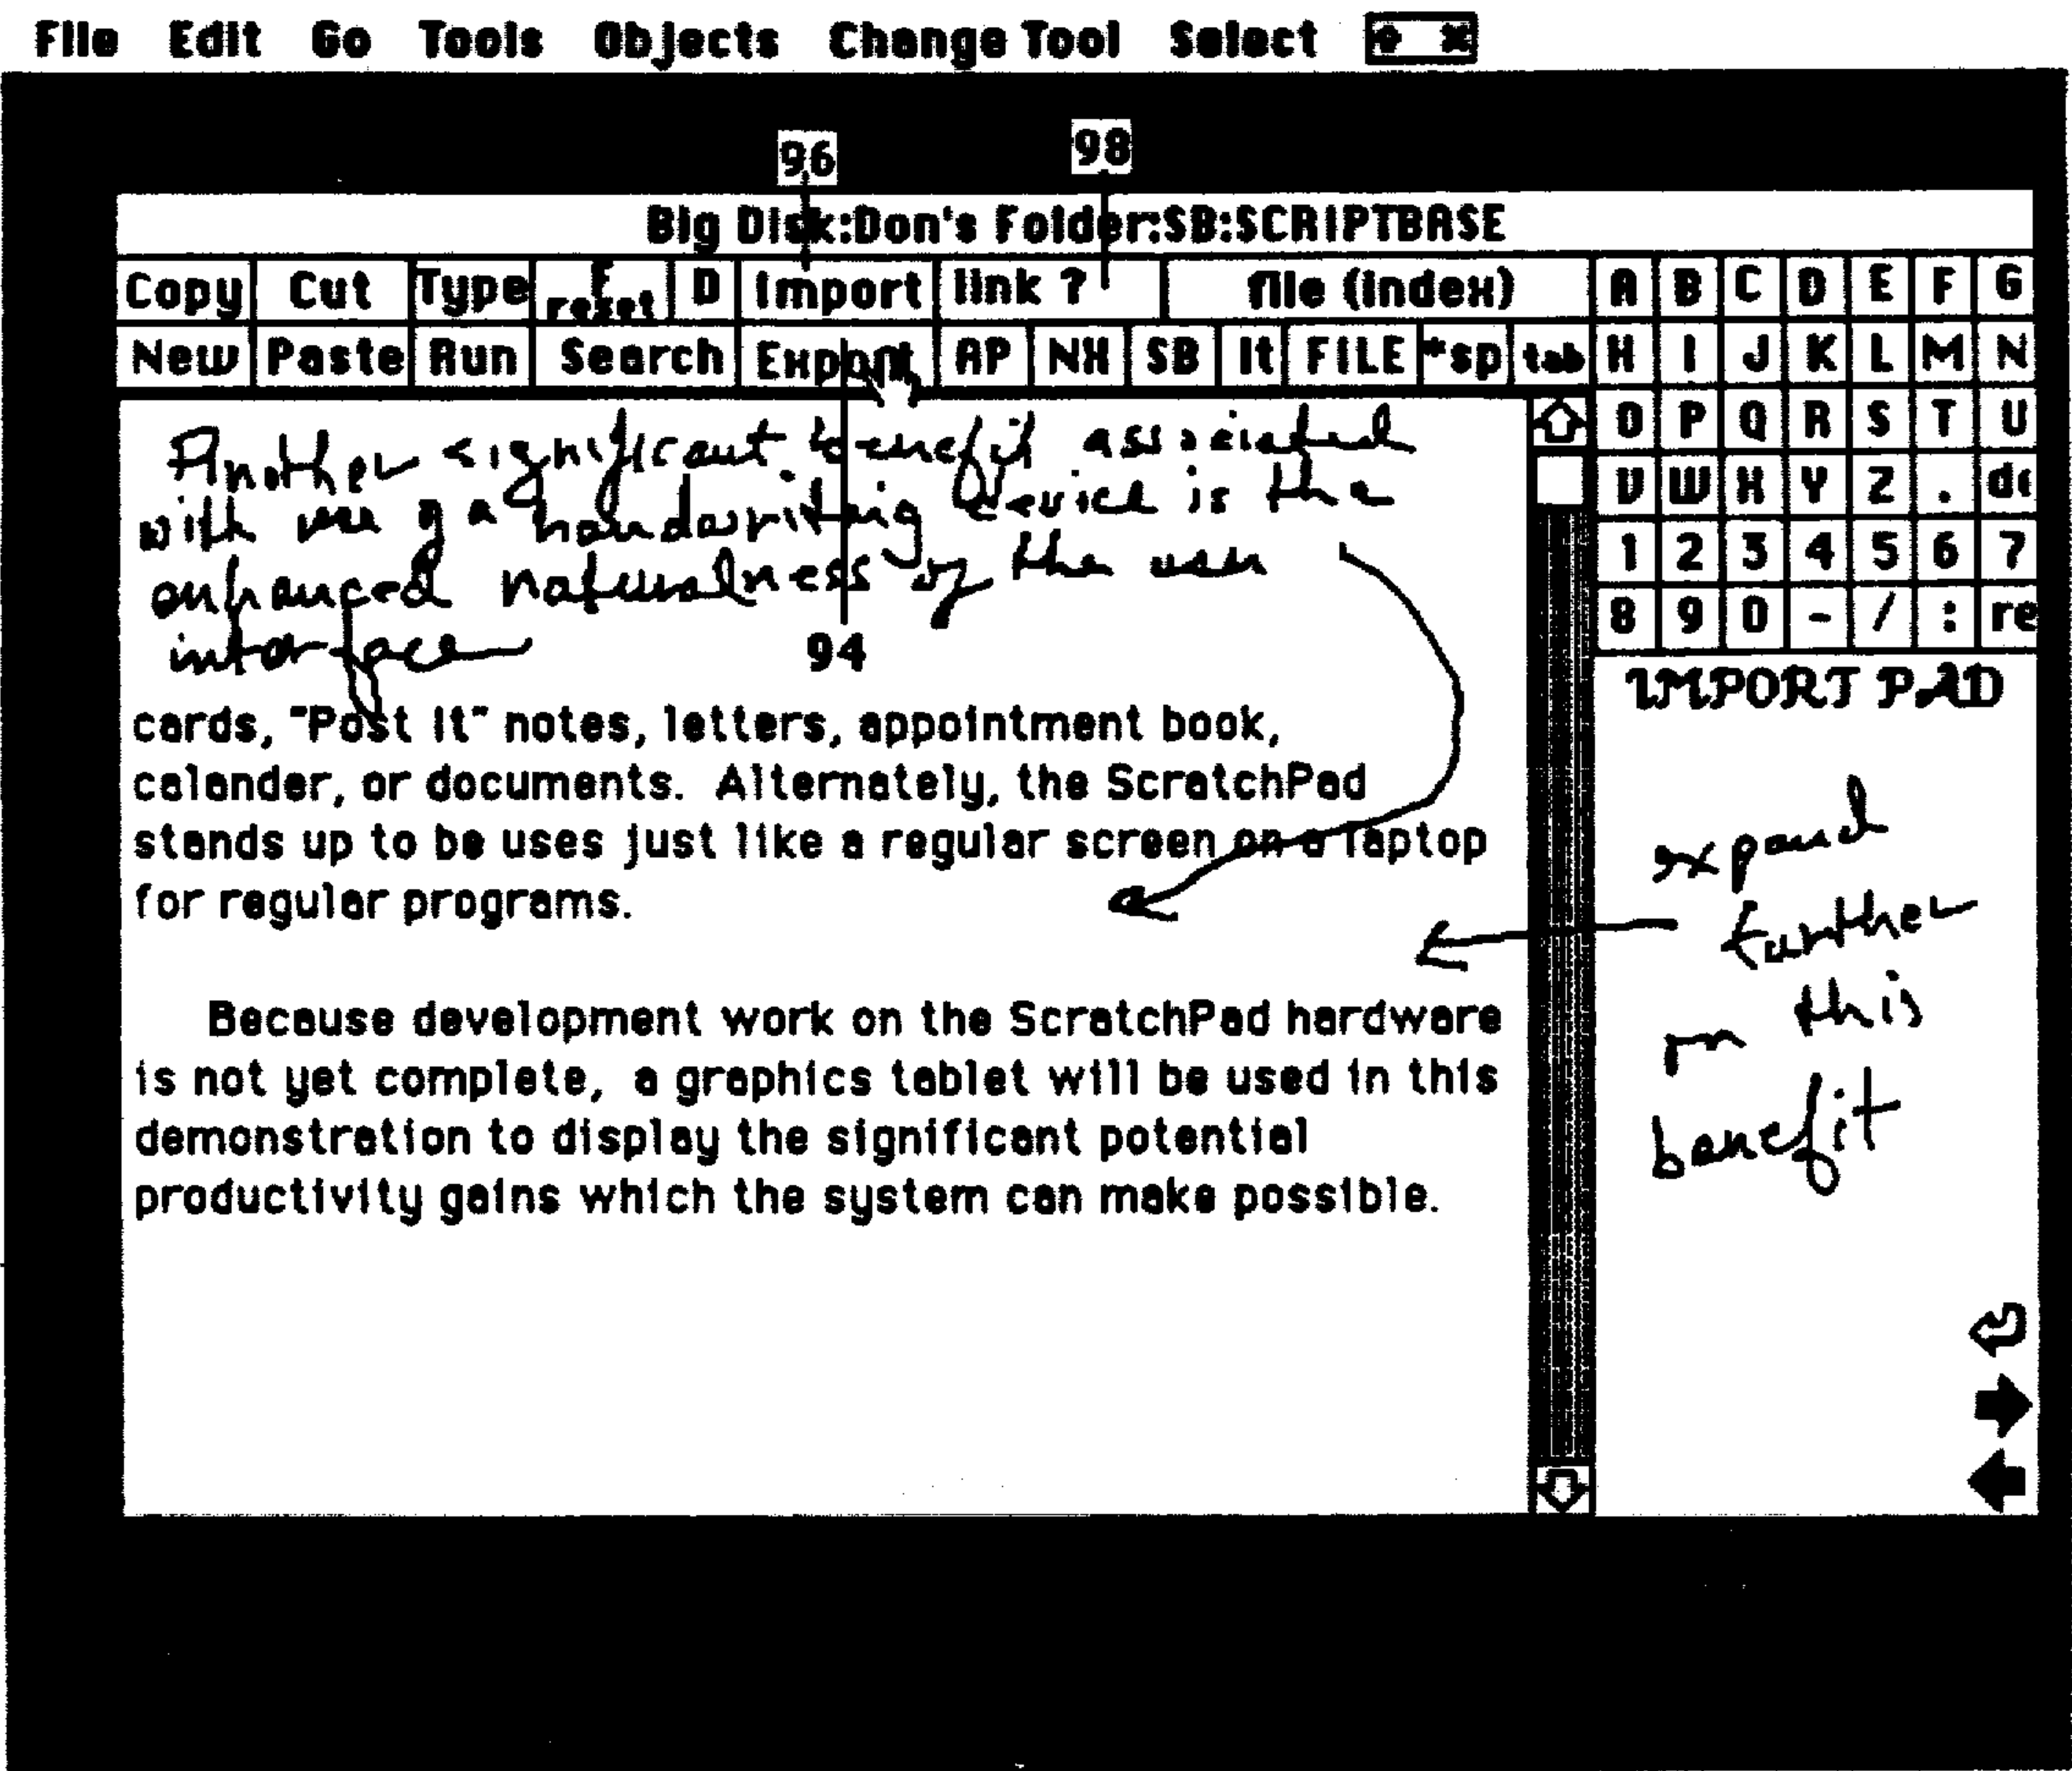 File Edit Go Tools Objects Change Tool Select
96 98
Big Disk:Don's Folder:SB:SCRIPTBASE
Copy Cut Type F reset D Import link ? file (index) A B C D E F G
New Paste Run Search Export AP NX SB It FILE *sp tab H I J K L M N
O P Q R S T U
V W X Y Z .
1 2 3 4 5 6 7
8 9 0 - / : re
Another significant benefit associated
with use of a handwriting device is the
enhanced naturalness of the user
interface
94
IMPORT PAD
cards, "Post It" notes, letters, appointment book,
calander, or documents. Alternately, the ScratchPad
stands up to be uses just like a regular screen on a laptop
for regular programs.
expand
further
on this
benefit
Because development work on the ScratchPad hardware
is not yet complete, a graphics tablet will be used in this
demonstration to display the significant potential
productivity gains which the system can make possible.